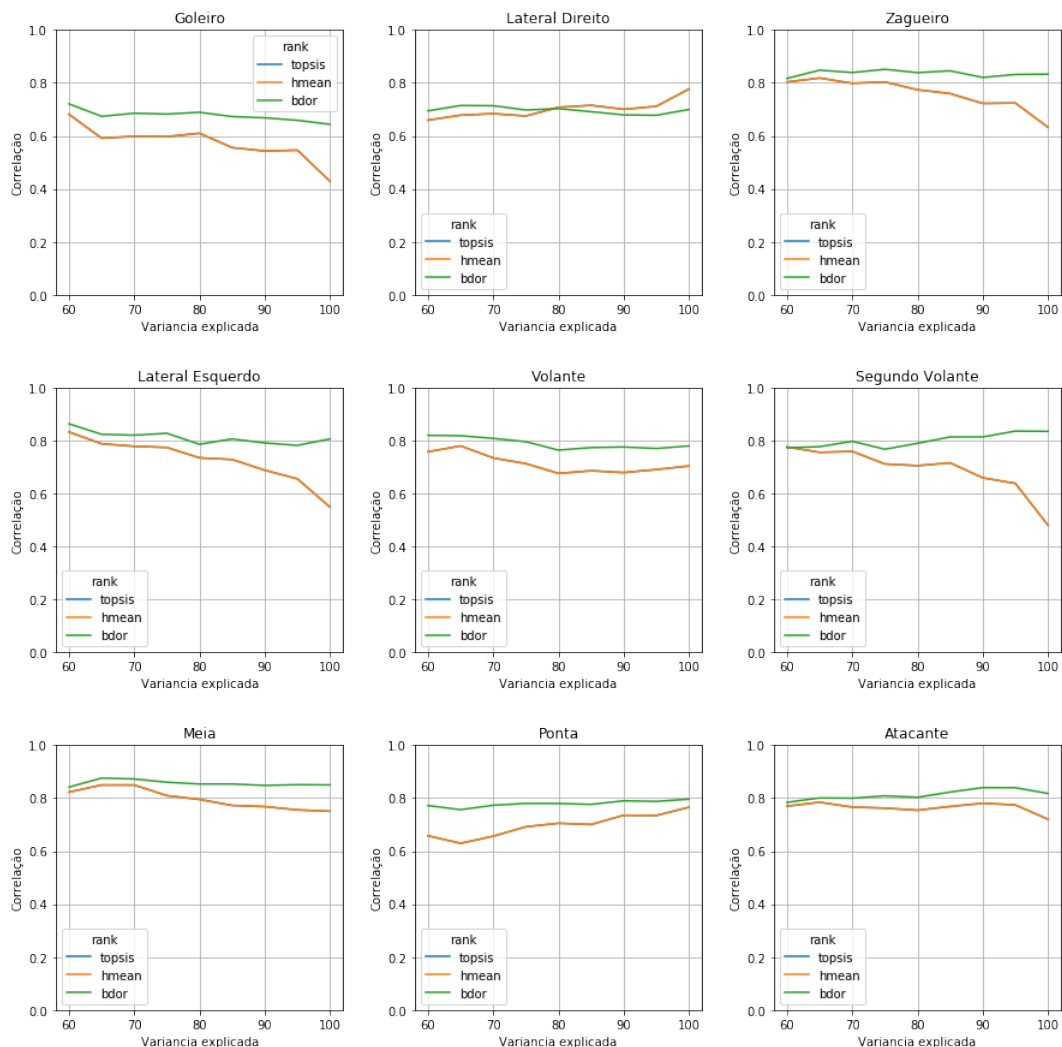 Goleiro
1.0
0.8
0.6
0.4
0.2
0.0
Correlação
rank
topsis
hmean
bdor
60 70 80 90 100
Variancia explicada
Lateral Direito
1.0
0.8
0.6
0.4
0.2
0.0
Correlação
rank
topsis
hmean
bdor
60 70 80 90 100
Variancia explicada
Zagueiro
1.0
0.8
0.6
0.4
0.2
0.0
Correlação
rank
topsis
hmean
bdor
60 70 80 90 100
Variancia explicada
Lateral Esquerdo
1.0
0.8
0.6
0.4
0.2
0.0
Correlação
rank
topsis
hmean
bdor
60 70 80 90 100
Variancia explicada
Volante
1.0
0.8
0.6
0.4
0.2
0.0
Correlação
rank
topsis
hmean
bdor
60 70 80 90 100
Variancia explicada
Segundo Volante
1.0
0.8
0.6
0.4
0.2
0.0
Correlação
rank
topsis
hmean
bdor
60 70 80 90 100
Variancia explicada
Meia
1.0
0.8
0.6
0.4
0.2
0.0
Correlação
rank
topsis
hmean
bdor
60 70 80 90 100
Variancia explicada
Ponta
1.0
0.8
0.6
0.4
0.2
0.0
Correlação
rank
topsis
hmean
bdor
60 70 80 90 100
Variancia explicada
Atacante
1.0
0.8
0.6
0.4
0.2
0.0
Correlação
rank
topsis
hmean
bdor
60 70 80 90 100
Variancia explicada